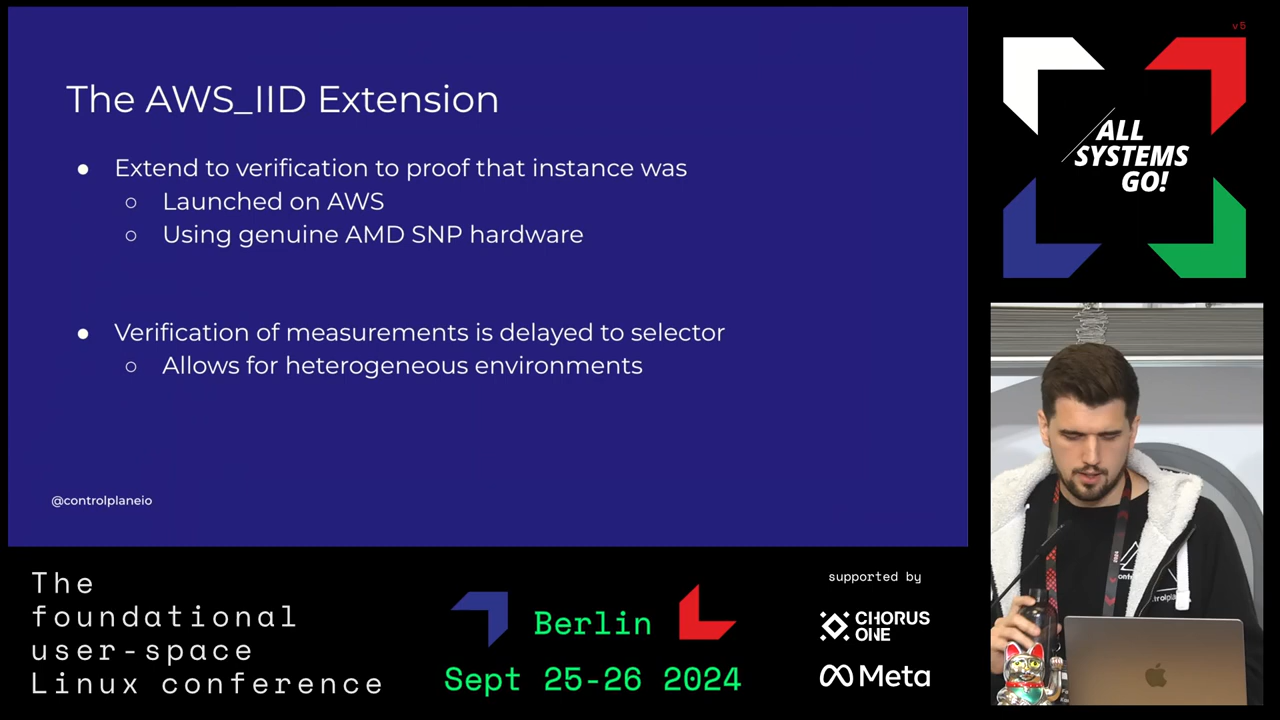 The AWS_IID Extension
● Extend to verification to proof that instance was
○ Launched on AWS
○ Using genuine AMD SNP hardware
● Verification of measurements is delayed to selector
○ Allows for heterogeneous environments
@controlplaneio
v5
ALL
SYSTEMS
GO!
The
foundational
user-space
Linux conference
Berlin
Sept 25-26 2024
supported by
CHORUS
ONE
Meta